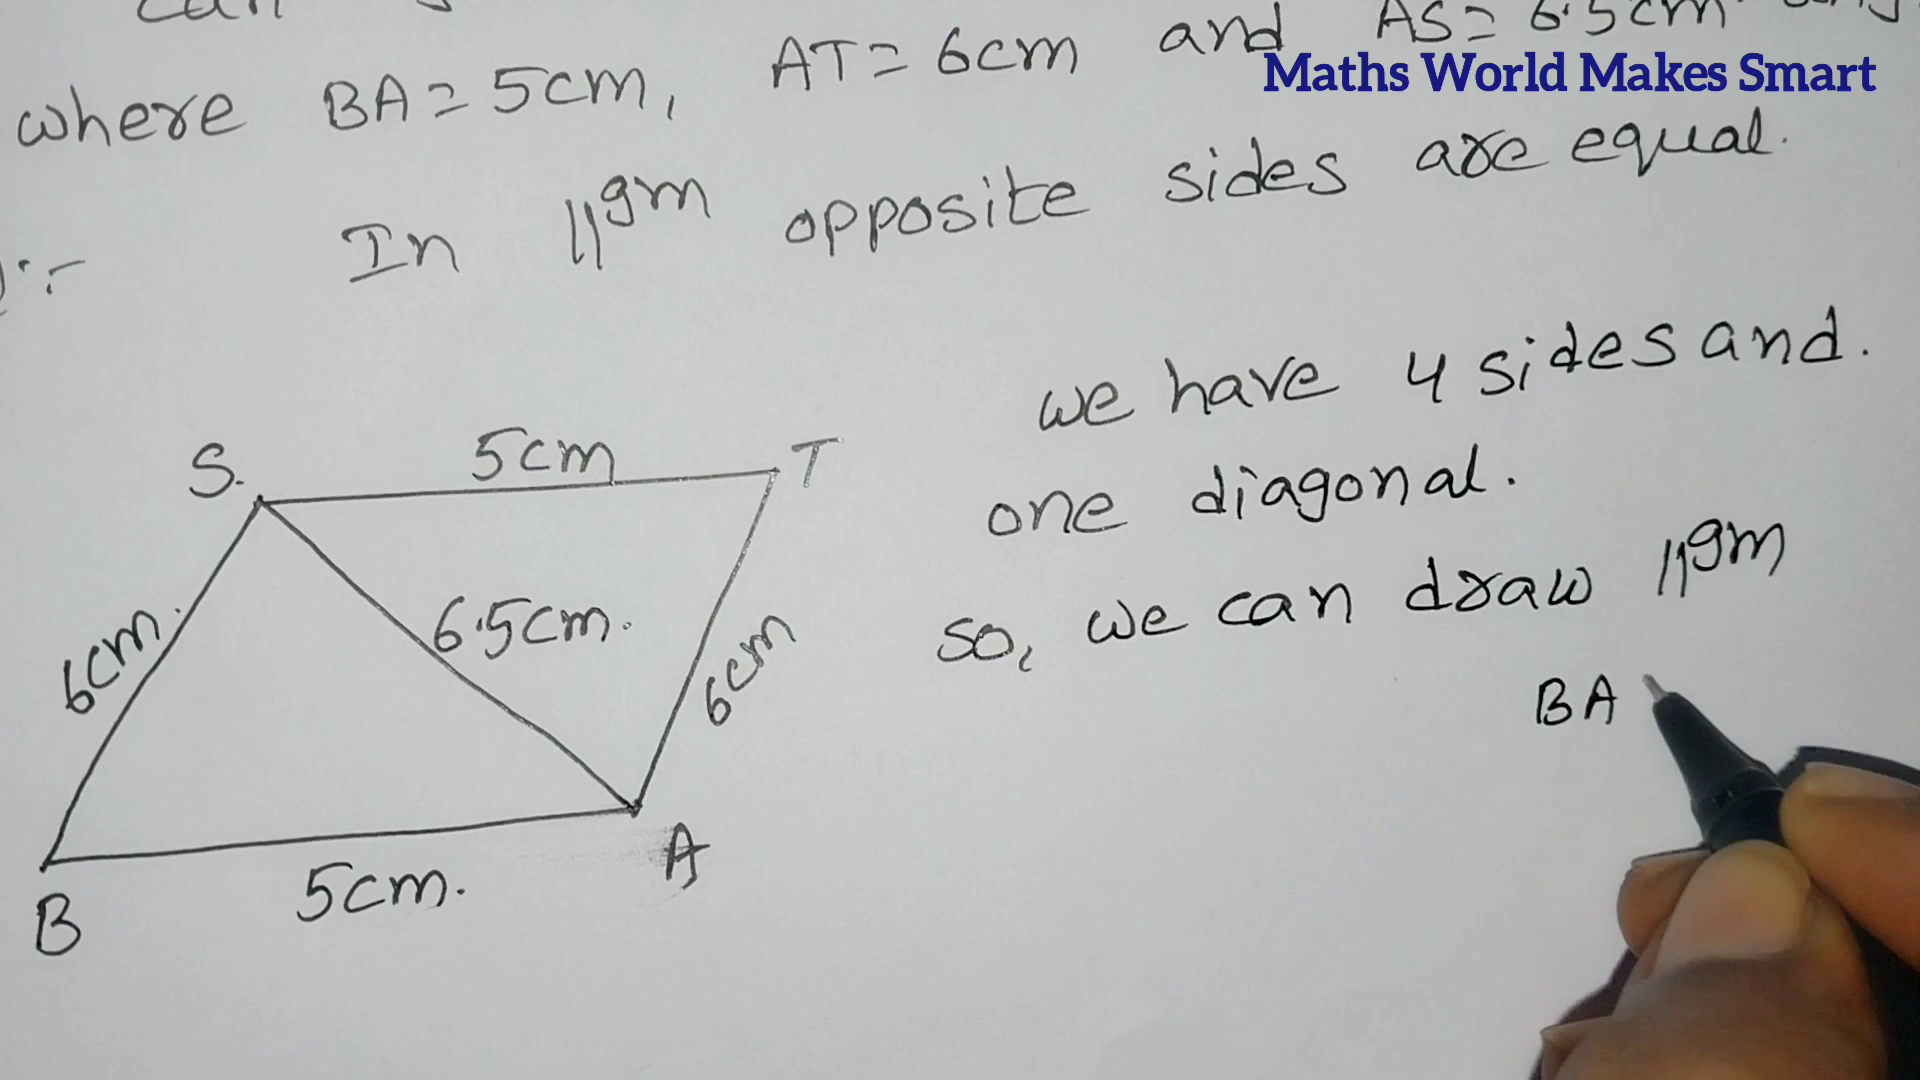 can
AS = 6.5cm
Maths World Makes Smart
where BA = 5cm, AT = 6cm and
In ||gm opposite sides are equal.
we have 4 sides and.
one diagonal.
so, we can draw ||gm
BA
S.
5cm
T
6cm.
6.5cm.
6cm
B
5cm.
A